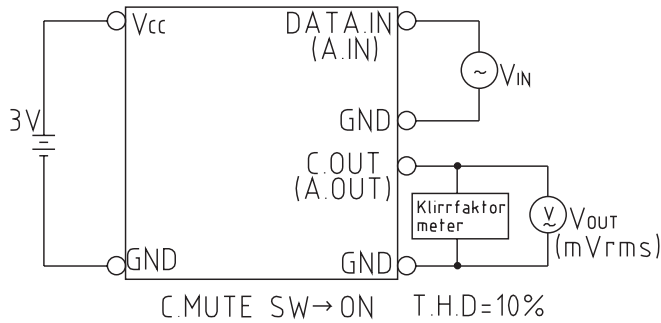 Vcc
DATA.IN
(A.IN)
~
VIN
3V
GND
C.OUT
(A.OUT)
Klirrfaktor
meter
V
~
VOUT
(mVrms)
GND
GND
C.MUTE SW→ON T.H.D=10%